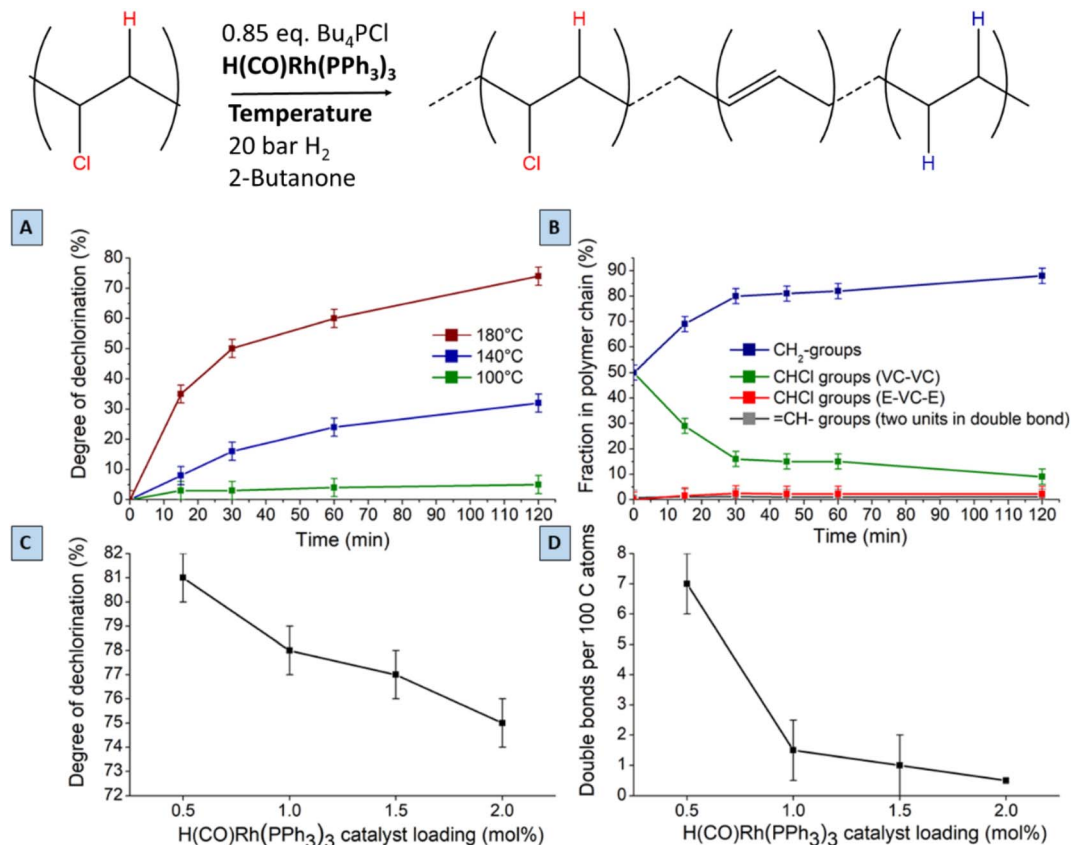 H
Cl
0.85 eq. Bu₄PCl
H(CO)Rh(PPh₃)₃
Temperature
20 bar H₂
2-Butanone
H
Cl
H
H
A
Degree of dechlorination (%)
80
70
60
50
40
30
20
10
0
0 10 20 30 40 50 60 70 80 90 100 110 120
Time (min)
180°C
140°C
100°C
B
Fraction in polymer chain (%)
90
80
70
60
50
40
30
20
10
0
0 10 20 30 40 50 60 70 80 90 100 110 120
Time (min)
CH₂-groups
CHCl groups (VC-VC)
CHCl groups (E-VC-E)
=CH- groups (two units in double bond)
C
Degree of dechlorination (%)
82
81
80
79
78
77
76
75
74
73
72
0.5 1.0 1.5 2.0
H(CO)Rh(PPh₃)₃ catalyst loading (mol%)
D
Double bonds per 100 C atoms
8
7
6
5
4
3
2
1
0
0.5 1.0 1.5 2.0
H(CO)Rh(PPh₃)₃ catalyst loading (mol%)